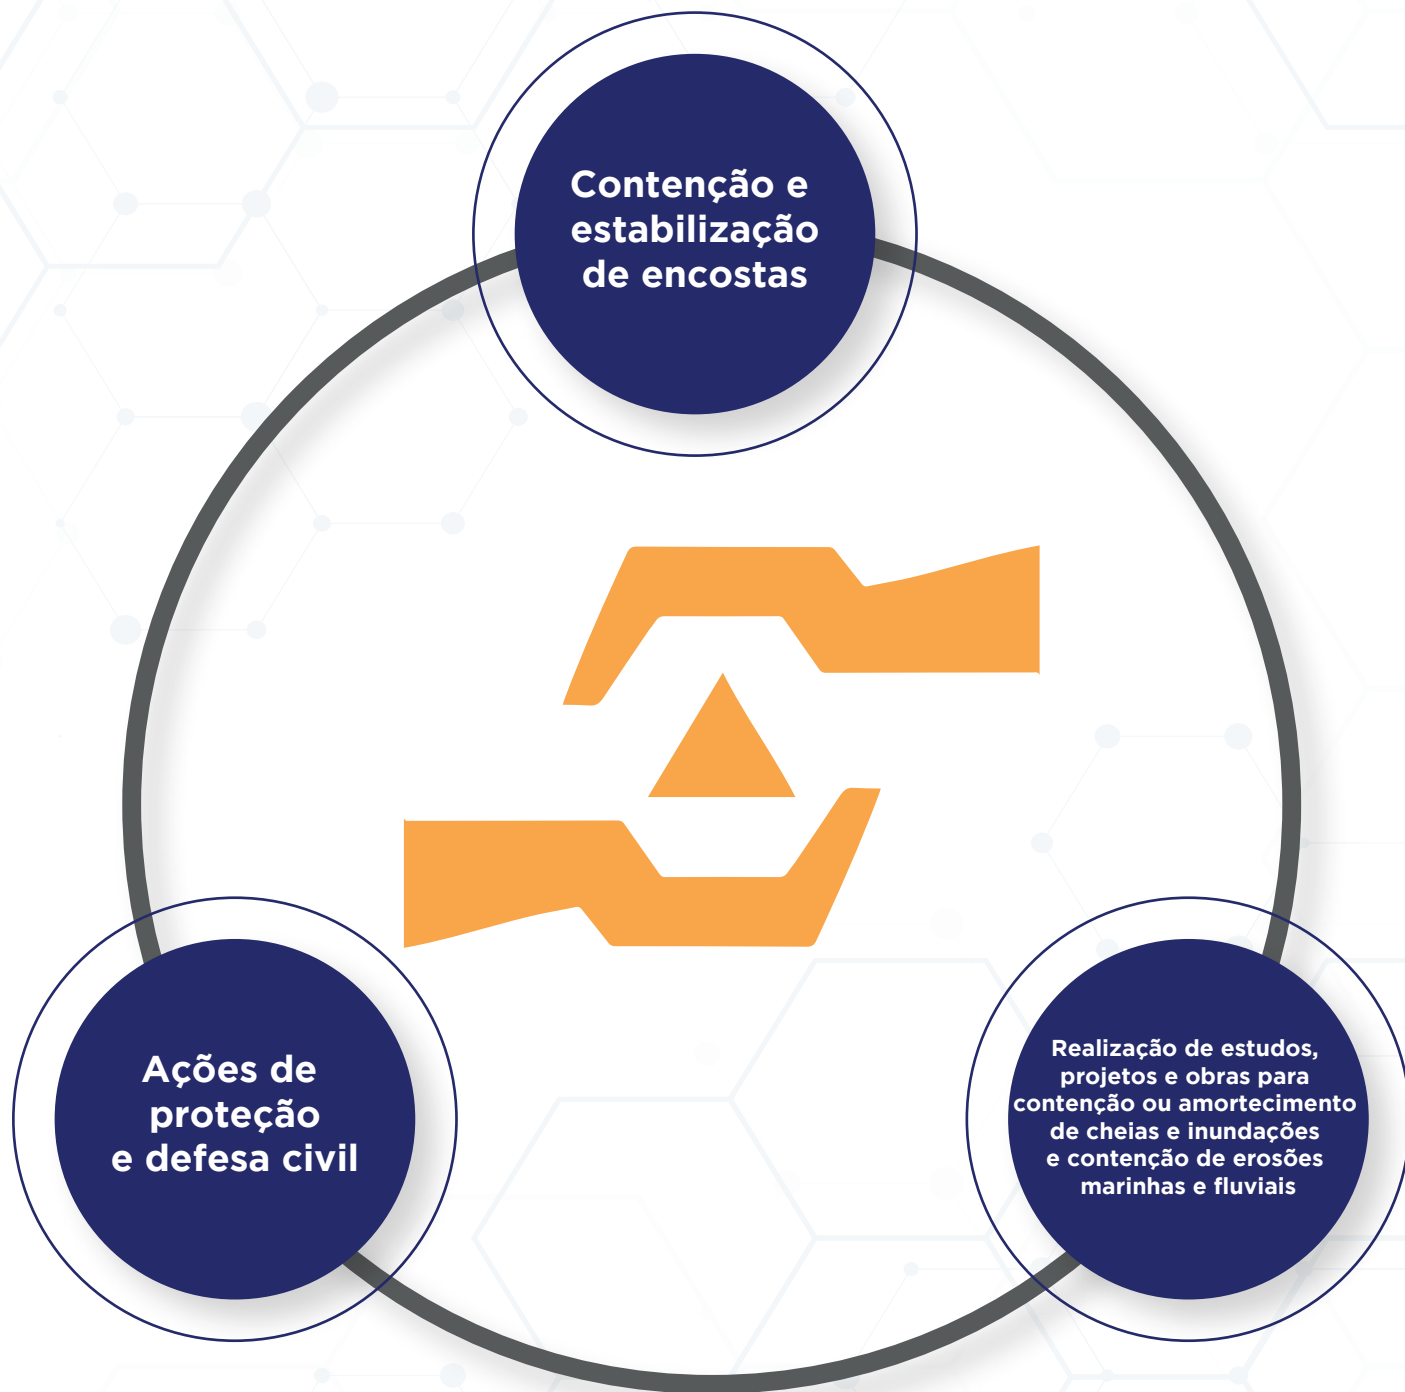 Contenção e
estabilização
de encostas
Ações de
proteção
e defesa civil
Realização de estudos,
projetos e obras para
contenção ou amortecimento
de cheias e inundações
e contenção de erosões
marinhas e fluviais